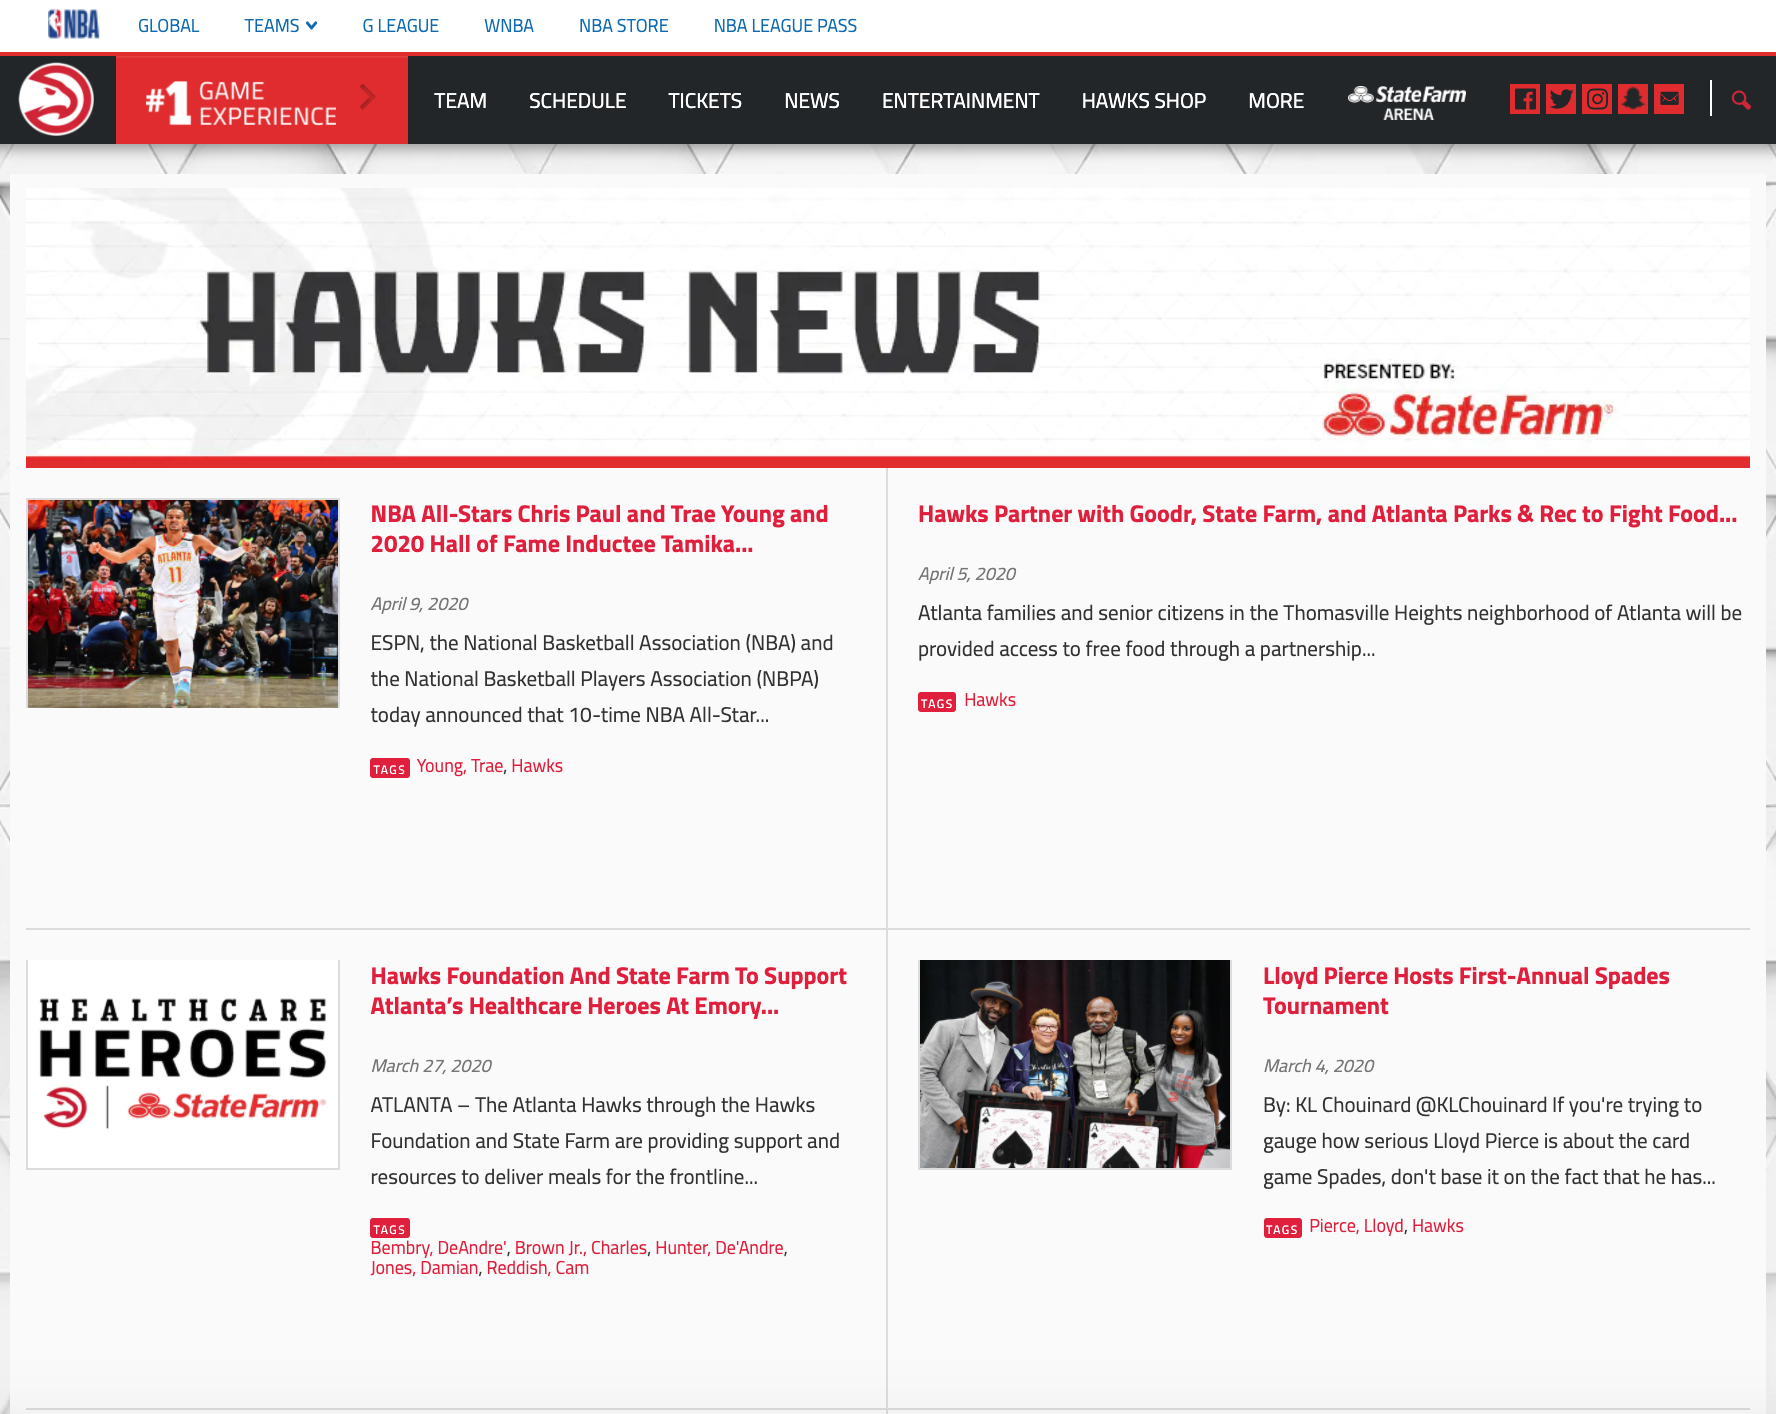 NBA
GLOBAL
TEAMS
G LEAGUE
WNBA
NBA STORE
NBA LEAGUE PASS
#1 GAME
EXPERIENCE
TEAM
SCHEDULE
TICKETS
NEWS
ENTERTAINMENT
HAWKS SHOP
MORE
State Farm
ARENA
HAWKS NEWS
PRESENTED BY:
State Farm®
ATLANTA
11
NBA All-Stars Chris Paul and Trae Young and
2020 Hall of Fame Inductee Tamika...
April 9, 2020
ESPN, the National Basketball Association (NBA) and
the National Basketball Players Association (NBPA)
today announced that 10-time NBA All-Star...
TAGS Young, Trae, Hawks
Hawks Partner with Goodr, State Farm, and Atlanta Parks & Rec to Fight Food...
April 5, 2020
Atlanta families and senior citizens in the Thomasville Heights neighborhood of Atlanta will be
provided access to free food through a partnership...
TAGS Hawks
HEALTHCARE
HEROES
State Farm®
Hawks Foundation And State Farm To Support
Atlanta’s Healthcare Heroes At Emory...
March 27, 2020
ATLANTA – The Atlanta Hawks through the Hawks
Foundation and State Farm are providing support and
resources to deliver meals for the frontline...
TAGS
Bembry, DeAndre', Brown Jr., Charles, Hunter, De'Andre,
Jones, Damian, Reddish, Cam
A
A
Lloyd Pierce Hosts First-Annual Spades
Tournament
March 4, 2020
By: KL Chouinard @KLChouinard If you're trying to
gauge how serious Lloyd Pierce is about the card
game Spades, don't base it on the fact that he has...
TAGS Pierce, Lloyd, Hawks